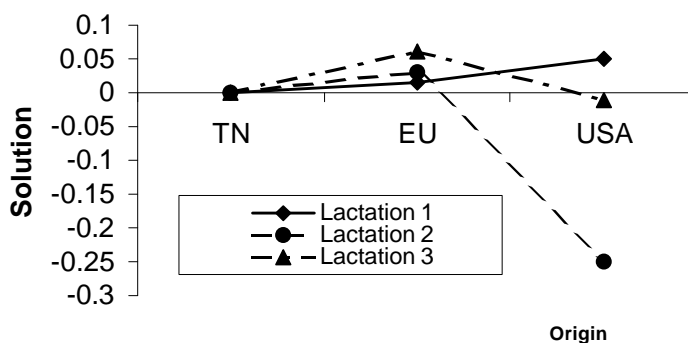 0.1
0.05
0
-0.05
-0.1
-0.15
-0.2
-0.25
-0.3
Solution
TN EU USA
Lactation 1
Lactation 2
Lactation 3
Origin